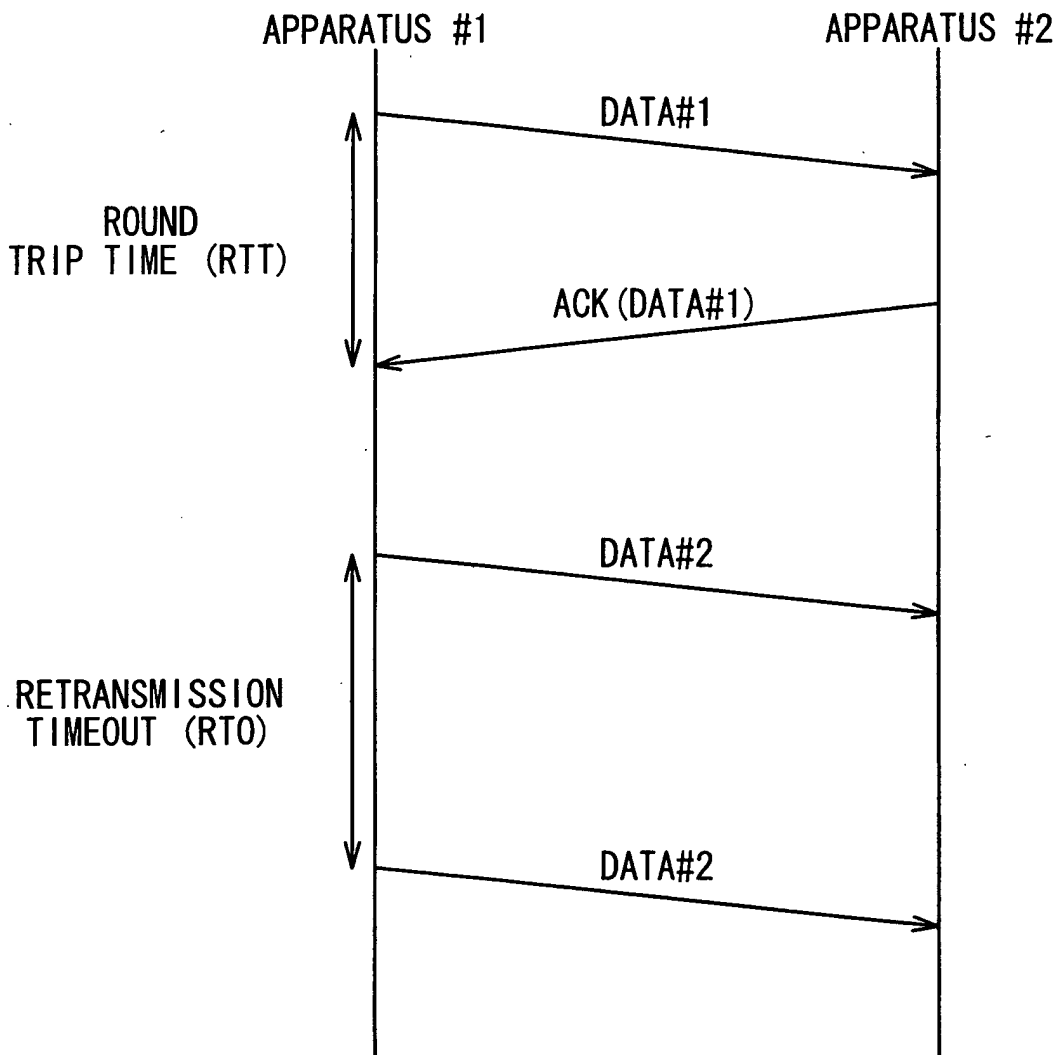 APPARATUS #1
APPARATUS #2
DATA#1
ROUND
TRIP TIME (RTT)
ACK(DATA#1)
DATA#2
RETRANSMISSION
TIMEOUT (RTO)
DATA#2